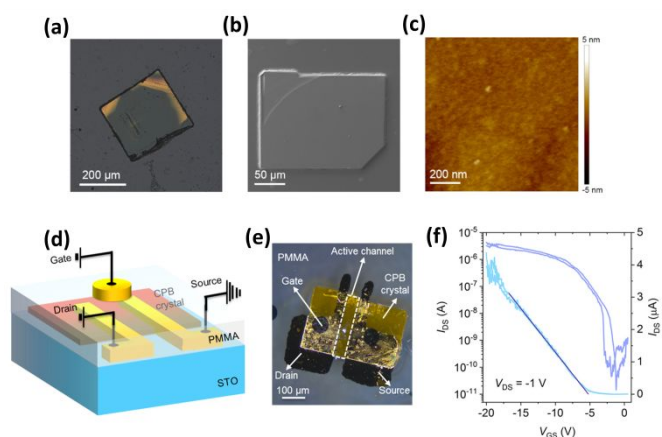 (a)
200 µm
(b)
50 µm
(c)
200 nm
5 nm
-5 nm
(d)
Gate
Drain
CPB
crystal
Source
PMMA
STO
(e)
Active channel
PMMA
Gate
CPB
crystal
Drain
Source
100 µm
(f)
I_DS (A)
10⁻⁵
10⁻⁶
10⁻⁷
10⁻⁸
10⁻⁹
10⁻¹⁰
10⁻¹¹
V_DS = -1 V
-20 -15 -10 -5 0
V_GS (V)
5
4
3
2
1
0
I_DS (µA)